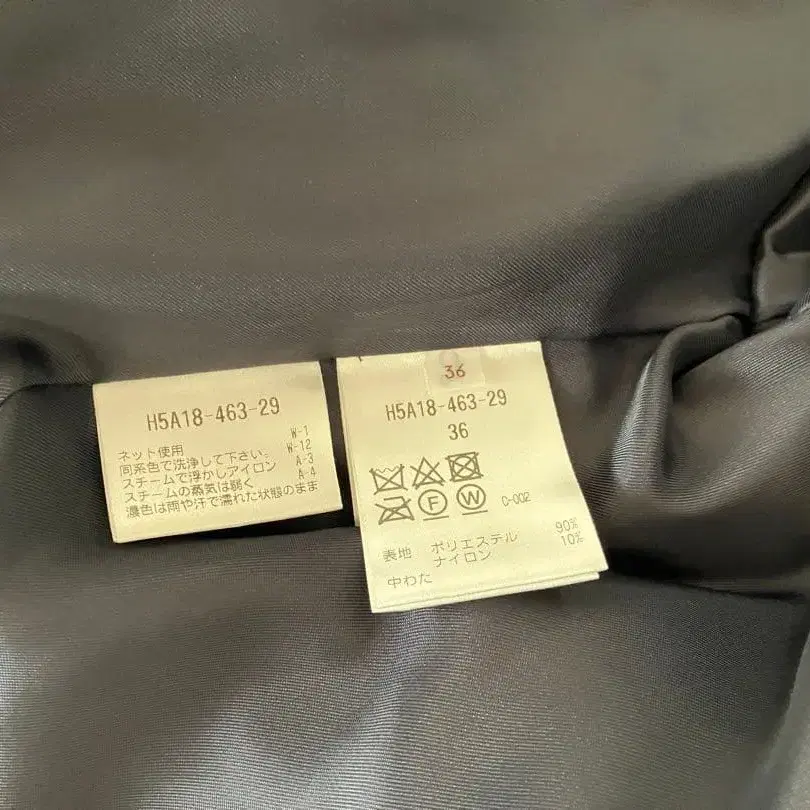 H5A18-463-29
W-1
ネット使用 W-12
同系色で洗浄して下さい。 A-3
スチームで浮かしアイロン A-4
スチームの蒸気は弱く
濃色は雨や汗で濡れた状態のまま
36
H5A18-463-29
36
F W C-002
表地 ポリエステル 90%
ナイロン 10%
中わた